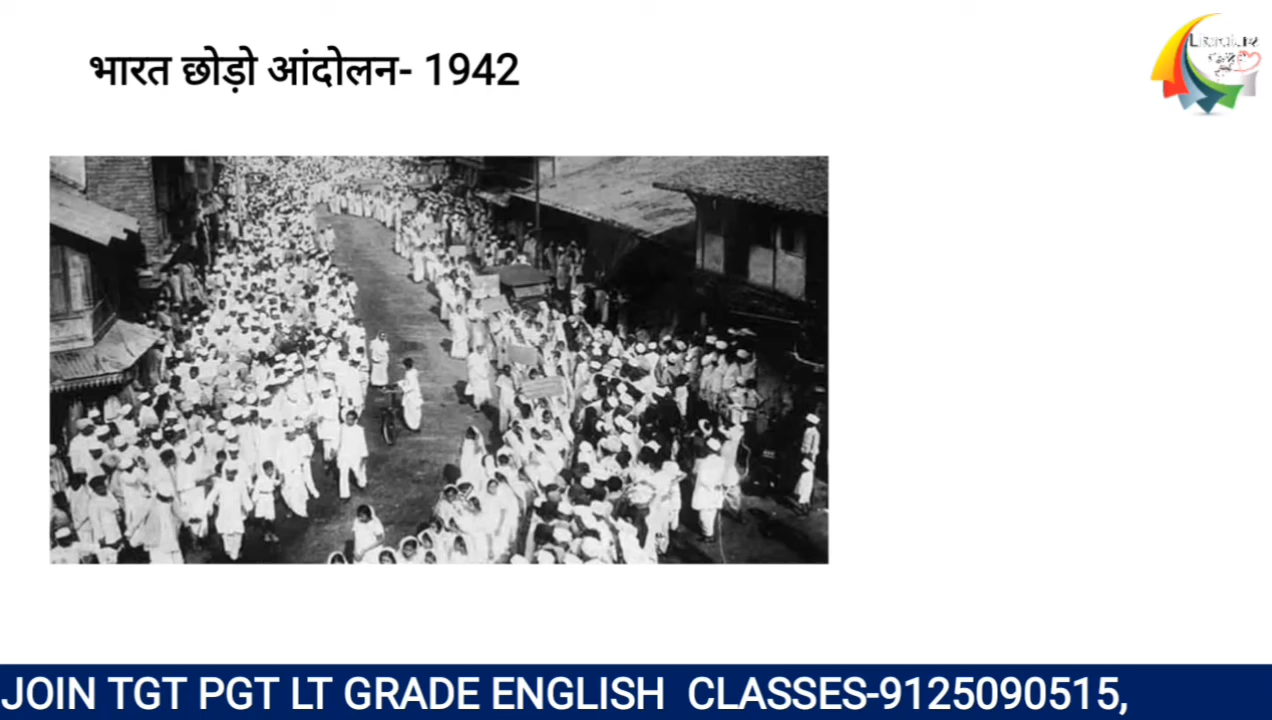 भारत छोड़ो आंदोलन- 1942
JOIN TGT PGT LT GRADE ENGLISH CLASSES-9125090515,